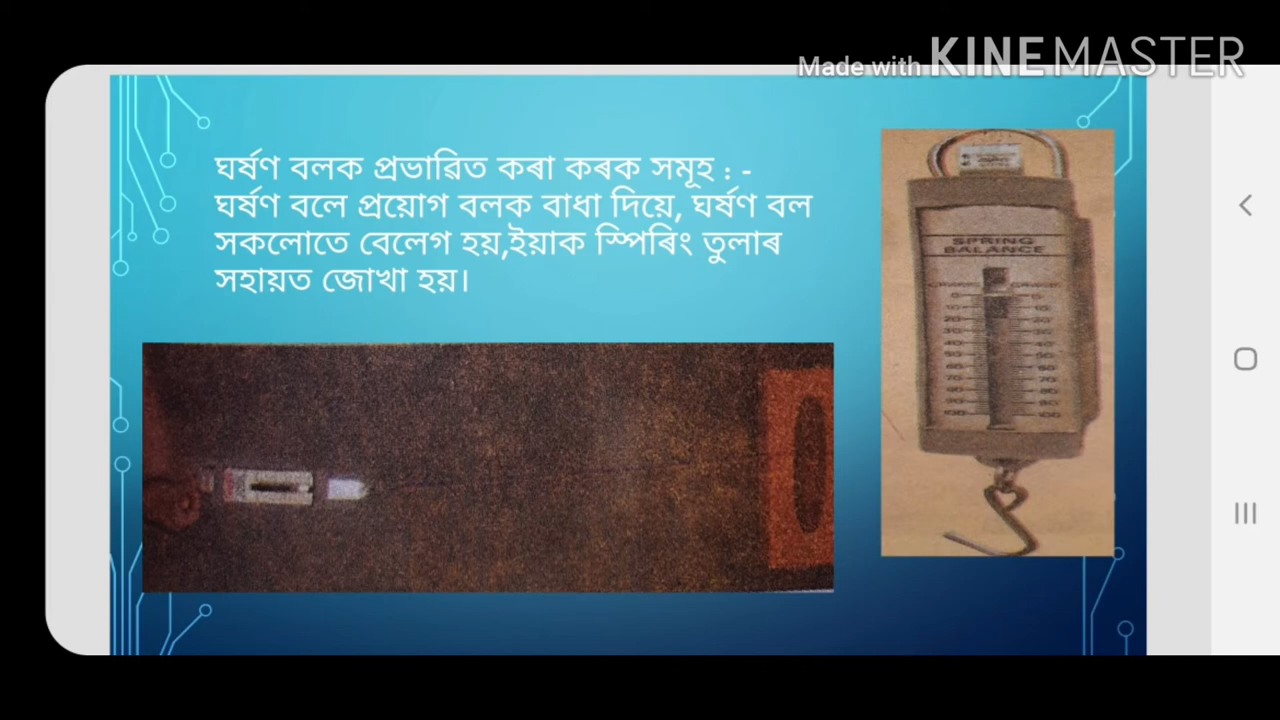 Made with KINEMASTER
ঘৰ্ষণ বলক প্ৰভাৱিত কৰা কৰক সমূহ : -
ঘৰ্ষণ বলে প্ৰয়োগ বলক বাধা দিয়ে, ঘৰ্ষণ বল
সকলোতে বেলেগ হয়,ইয়াক স্পিৰিং তুলাৰ
সহায়ত জোখা হয়।
SPRING
BALANCE